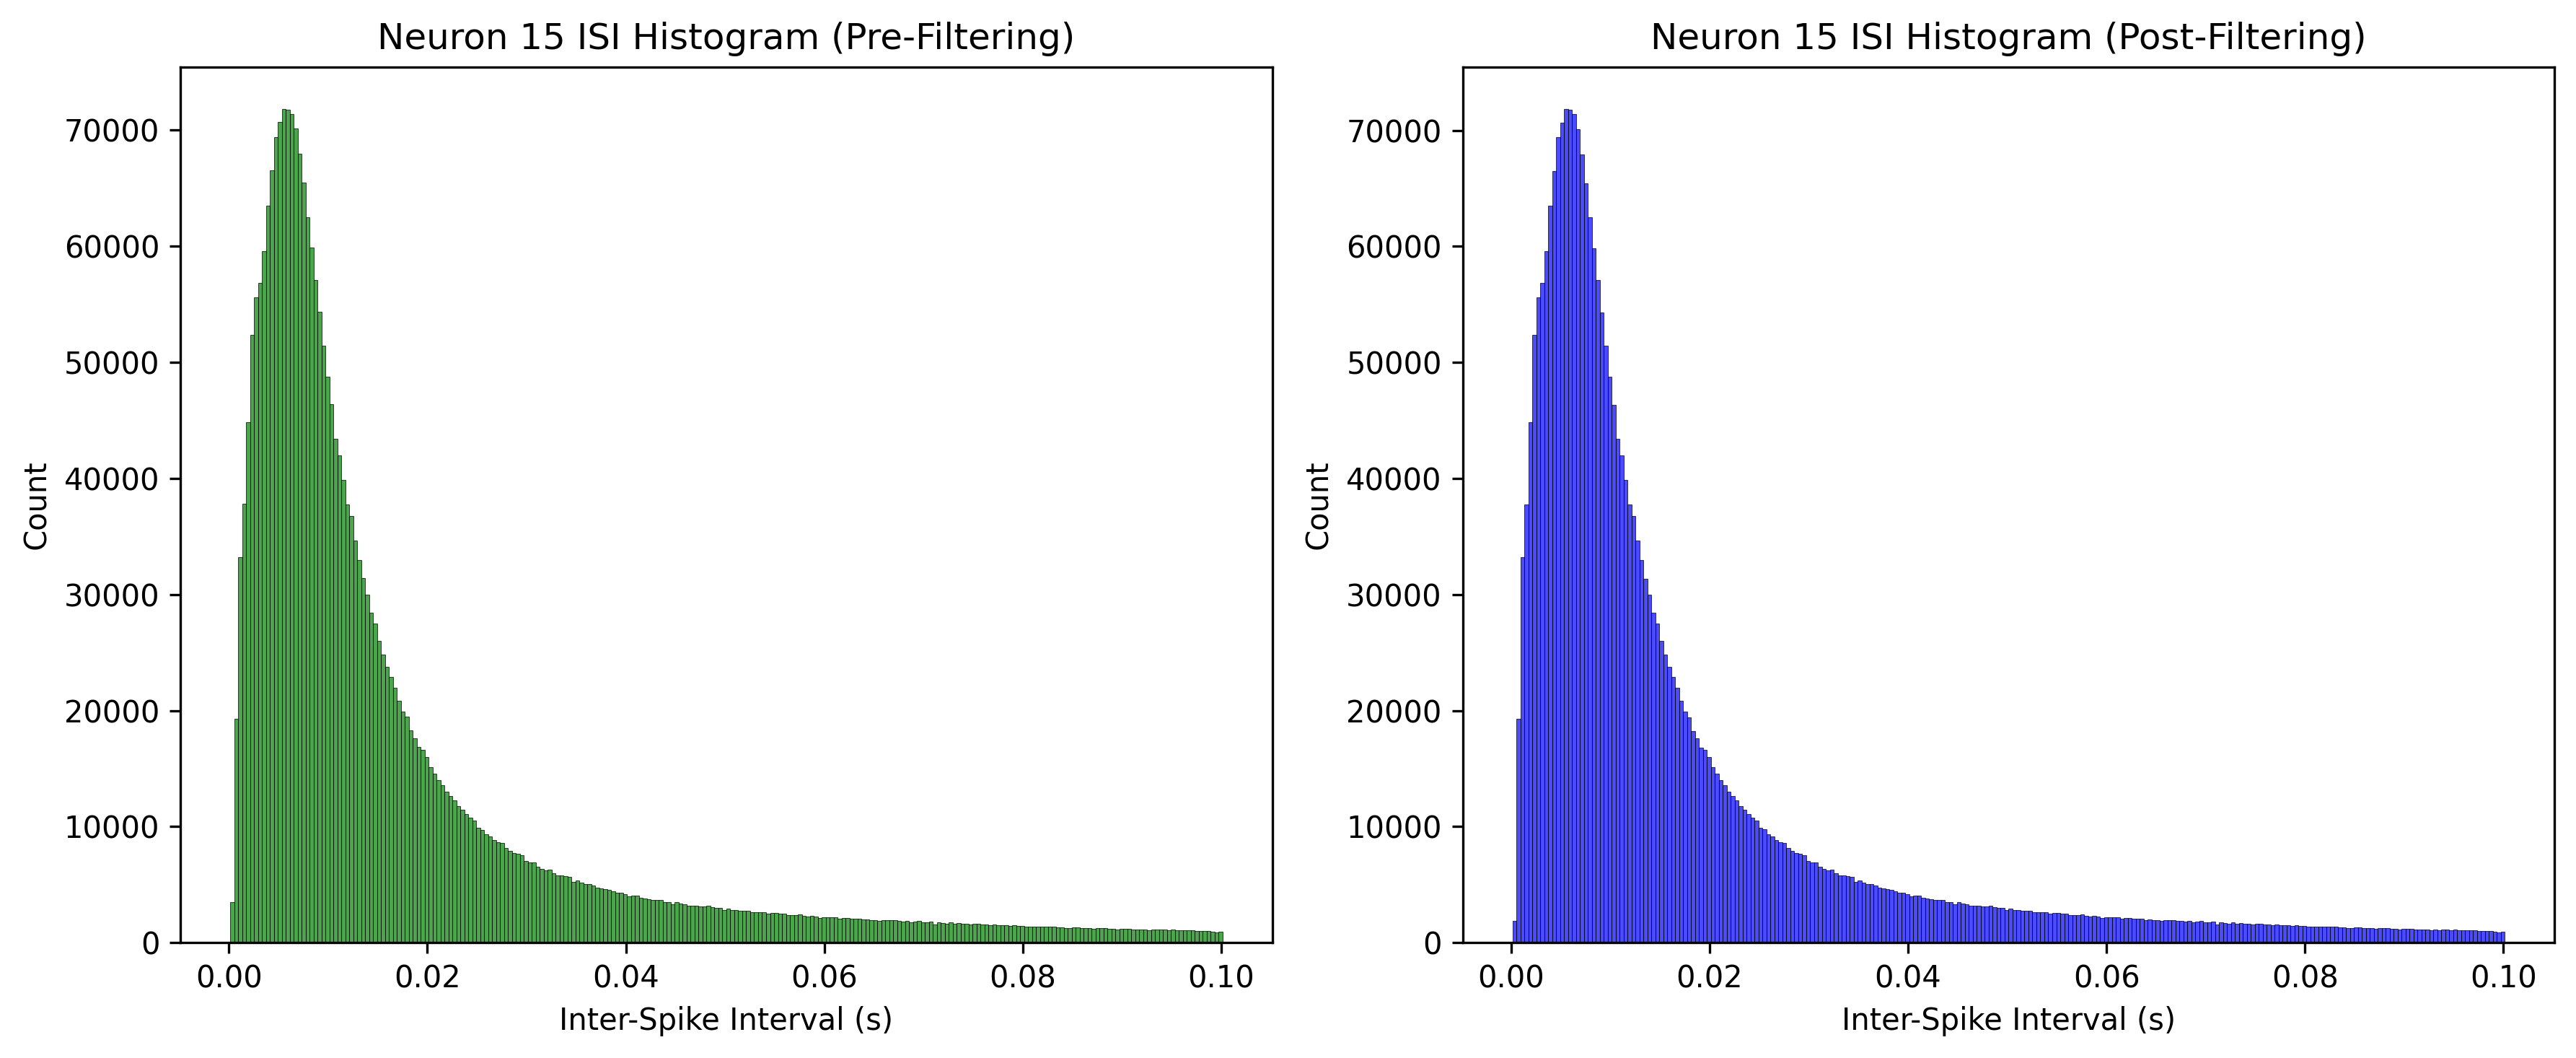 Neuron 15 ISI Histogram (Pre-Filtering)
70000
60000
50000
40000
30000
20000
10000
0
Count
0.00 0.02 0.04 0.06 0.08 0.10
Inter-Spike Interval (s)
Neuron 15 ISI Histogram (Post-Filtering)
70000
60000
50000
40000
30000
20000
10000
0
Count
0.00 0.02 0.04 0.06 0.08 0.10
Inter-Spike Interval (s)